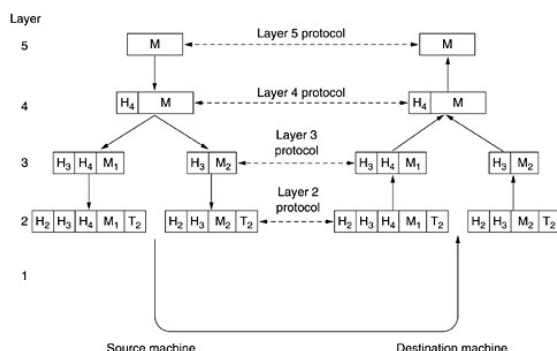 Layer
5 M Layer 5 protocol M
4 H4 M Layer 4 protocol H4 M
Layer 3
protocol
3 H3 H4 M1 H3 M2 H3 H4 M1 H3 M2
Layer 2
protocol
2 H2 H3 H4 M1 T2 H2 H3 M2 T2 H2 H3 H4 M1 T2 H2 H3 M2 T2
1
Source machine Destination machine